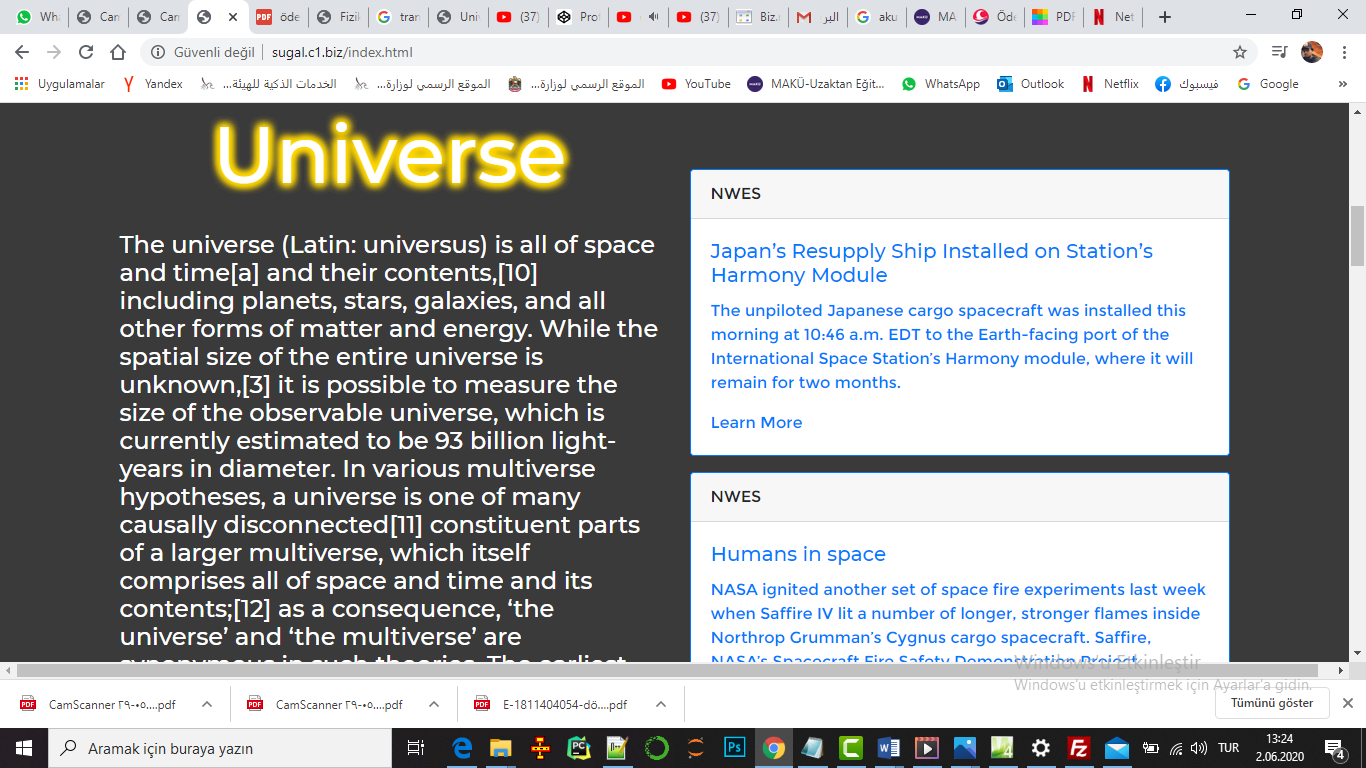 Wha
Can
Can
öde
Fizik
tran
Univ
(37)
Prof
(37)
Biz.
البر
aku
MA
Öde
PDF
Net
Güvenli değil
sugal.c1.biz/index.html
Uygulamalar
Yandex
الخدمات الذكية للهيئة...
الموقع الرسمي لوزارة...
الموقع الرسمي لوزارة...
YouTube
MAKÜ-Uzaktan Eğit...
WhatsApp
Outlook
Netflix
فيسبوك
Google
»
Universe
The universe (Latin: universus) is all of space
and time[a] and their contents,[10]
including planets, stars, galaxies, and all
other forms of matter and energy. While the
spatial size of the entire universe is
unknown,[3] it is possible to measure the
size of the observable universe, which is
currently estimated to be 93 billion light-
years in diameter. In various multiverse
hypotheses, a universe is one of many
causally disconnected[11] constituent parts
of a larger multiverse, which itself
comprises all of space and time and its
contents;[12] as a consequence, ‘the
universe’ and ‘the multiverse’ are
synonymous in such theories. The earliest
NWES
Japan’s Resupply Ship Installed on Station’s
Harmony Module
The unpiloted Japanese cargo spacecraft was installed this
morning at 10:46 a.m. EDT to the Earth-facing port of the
International Space Station’s Harmony module, where it will
remain for two months.
Learn More
NWES
Humans in space
NASA ignited another set of space fire experiments last week
when Saffire IV lit a number of longer, stronger flames inside
Northrop Grumman’s Cygnus cargo spacecraft. Saffire,
NASA’s Spacecraft Fire Safety Demonstration Project
Windows'u Etkinleştir
Windows'u etkinleştirmek için Ayarlar'a gidin.
CamScanner ٢٩-٠٥....pdf
CamScanner ٢٩-٠٥....pdf
E-1811404054-dö....pdf
Tümünü göster
Aramak için buraya yazın
TUR
13:24
2.06.2020
4